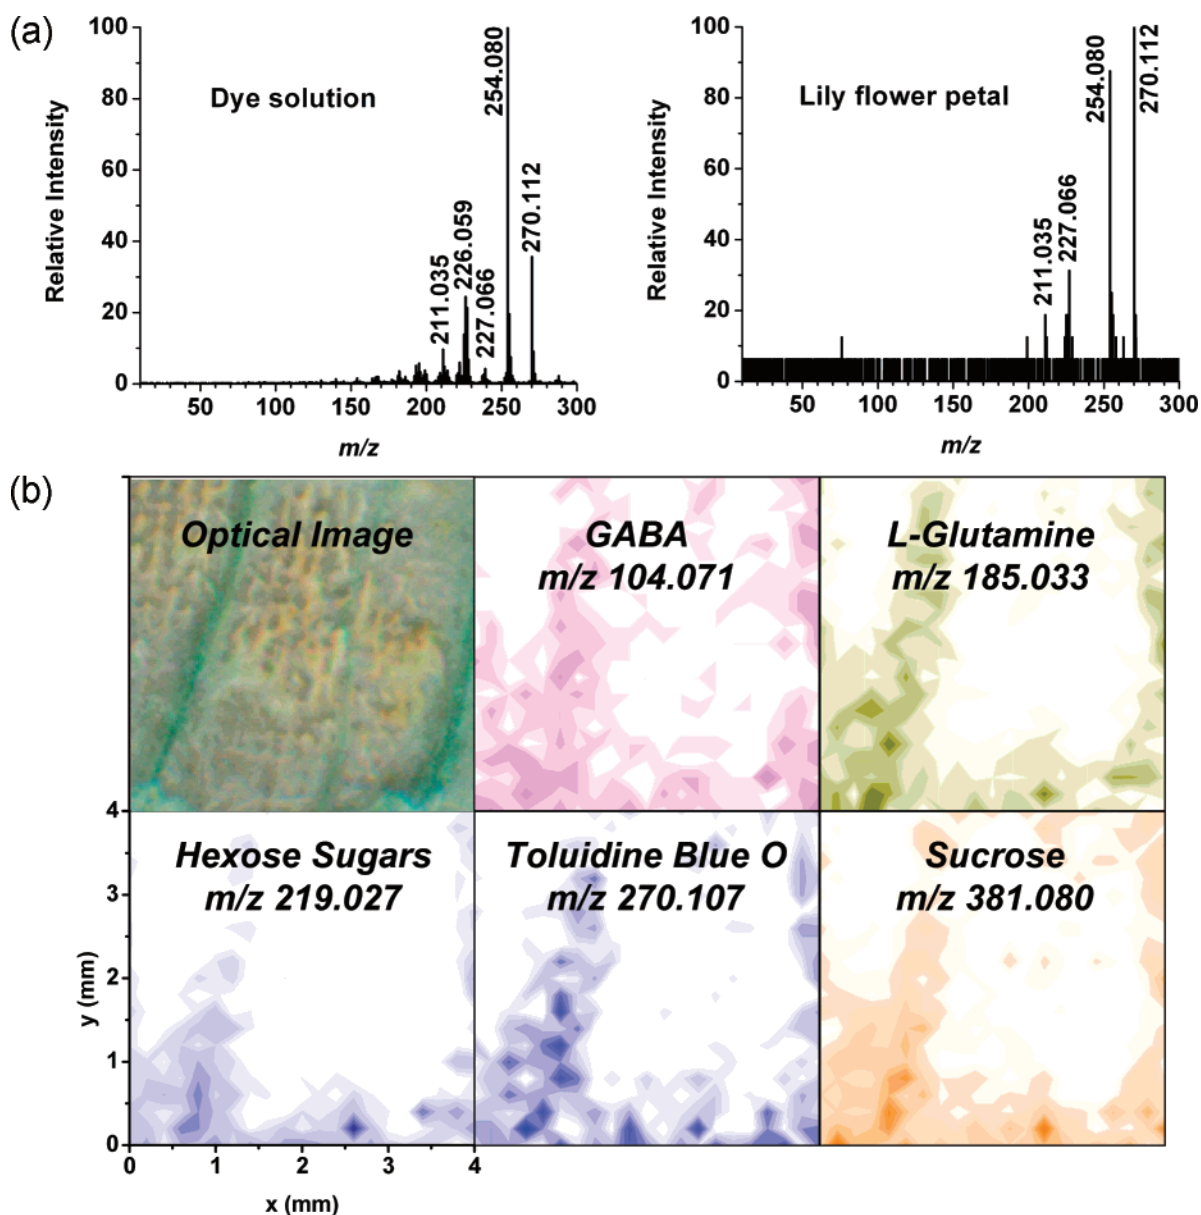 (a)
Relative Intensity
100
80
60
40
20
0
Dye solution
211.035
226.059
227.066
254.080
270.112
50 100 150 200 250 300
m/z
Relative Intensity
100
80
60
40
20
0
Lily flower petal
211.035
227.066
254.080
270.112
50 100 150 200 250 300
m/z
(b)
Optical Image
GABA
m/z 104.071
L-Glutamine
m/z 185.033
Hexose Sugars
m/z 219.027
Toluidine Blue O
m/z 270.107
Sucrose
m/z 381.080
y (mm)
4
3
2
1
0
0 1 2 3 4
x (mm)